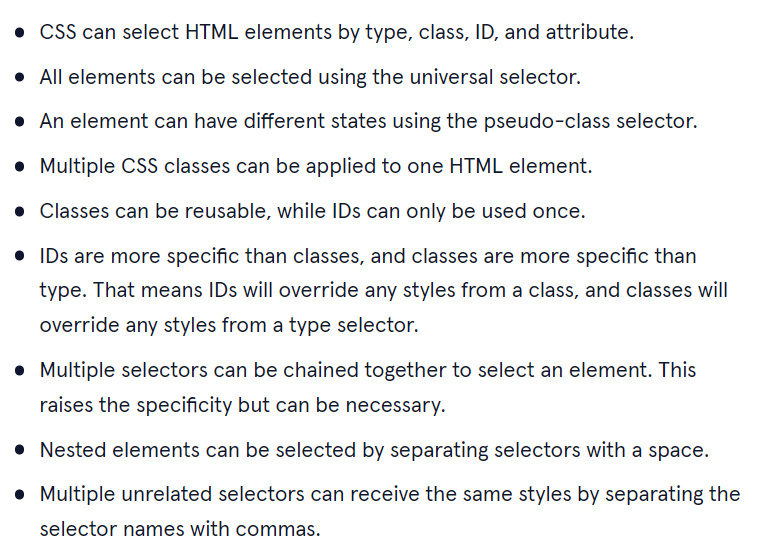 • CSS can select HTML elements by type, class, ID, and attribute.
• All elements can be selected using the universal selector.
• An element can have different states using the pseudo-class selector.
• Multiple CSS classes can be applied to one HTML element.
• Classes can be reusable, while IDs can only be used once.
• IDs are more specific than classes, and classes are more specific than
type. That means IDs will override any styles from a class, and classes will
override any styles from a type selector.
• Multiple selectors can be chained together to select an element. This
raises the specificity but can be necessary.
• Nested elements can be selected by separating selectors with a space.
• Multiple unrelated selectors can receive the same styles by separating the
selector names with commas.